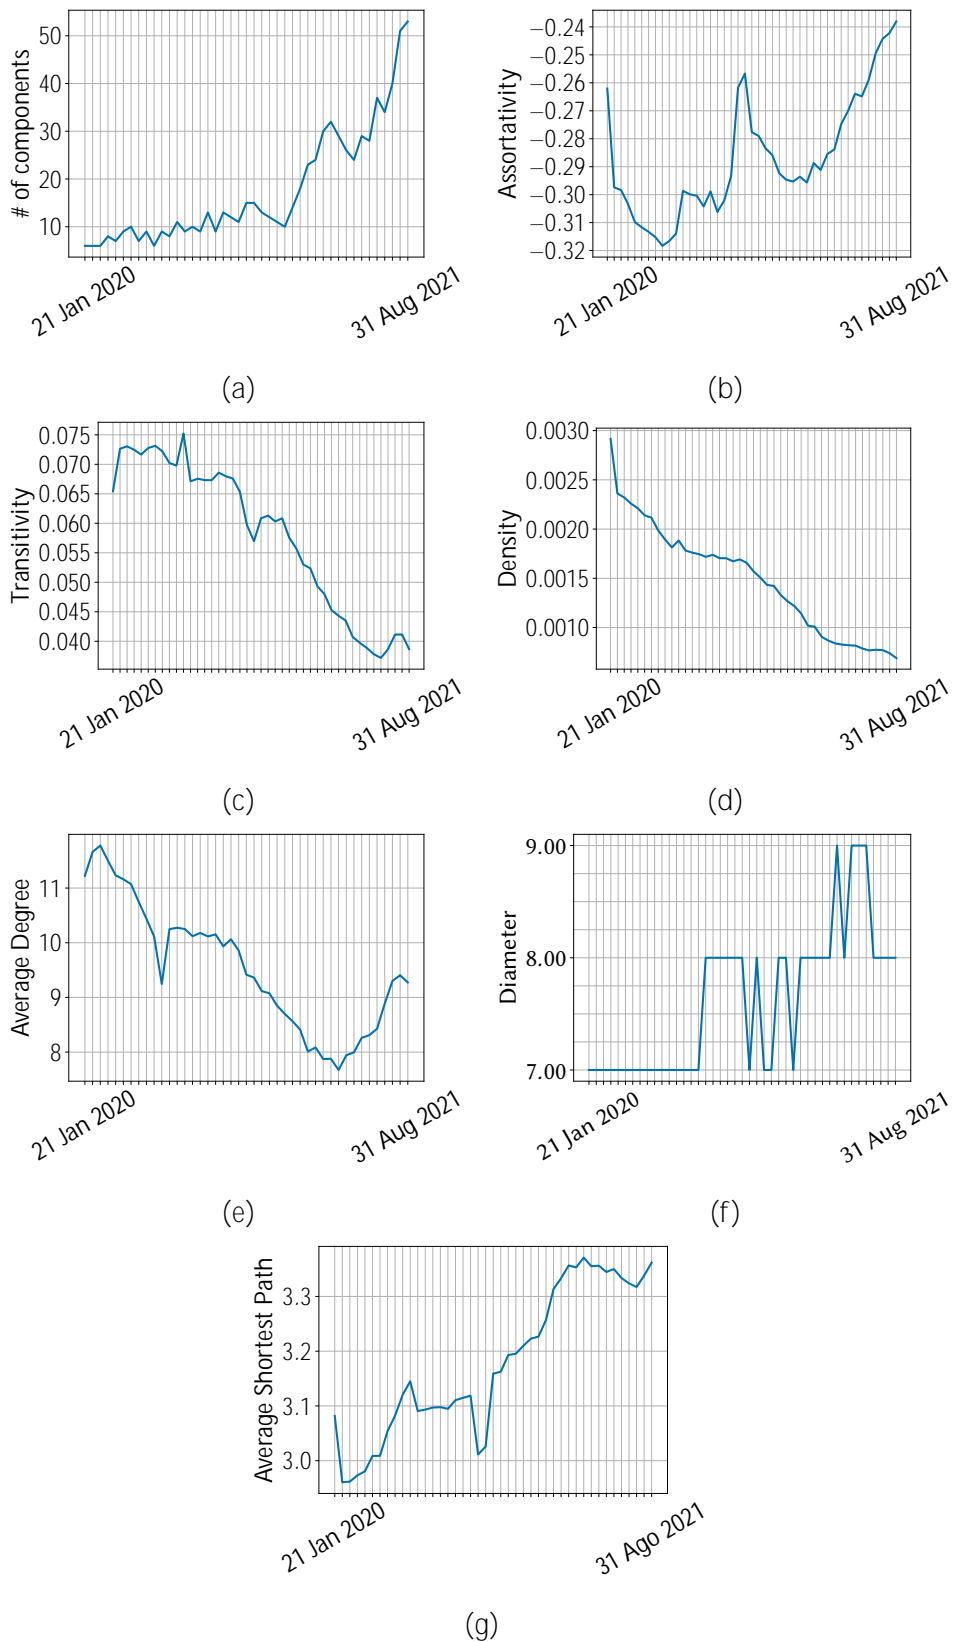 # of components
50
40
30
20
10
21 Jan 2020
31 Aug 2021
(a)
Assortativity
−0.24
−0.25
−0.26
−0.27
−0.28
−0.29
−0.30
−0.31
−0.32
21 Jan 2020
31 Aug 2021
(b)
Transitivity
0.075
0.070
0.065
0.060
0.055
0.050
0.045
0.040
21 Jan 2020
31 Aug 2021
(c)
Density
0.0030
0.0025
0.0020
0.0015
0.0010
21 Jan 2020
31 Aug 2021
(d)
Average Degree
11
10
9
8
21 Jan 2020
31 Aug 2021
(e)
Diameter
9.00
8.00
7.00
21 Jan 2020
31 Aug 2021
(f)
Average Shortest Path
3.3
3.2
3.1
3.0
21 Jan 2020
31 Ago 2021
(g)